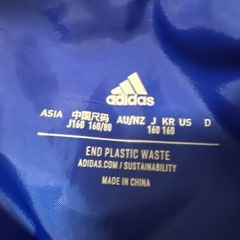 adidas
ASIA 中国尺码 AU/NZ J KR US D
J160 160/80 160 160
END PLASTIC WASTE
ADIDAS.COM / SUSTAINABILITY
MADE IN CHINA